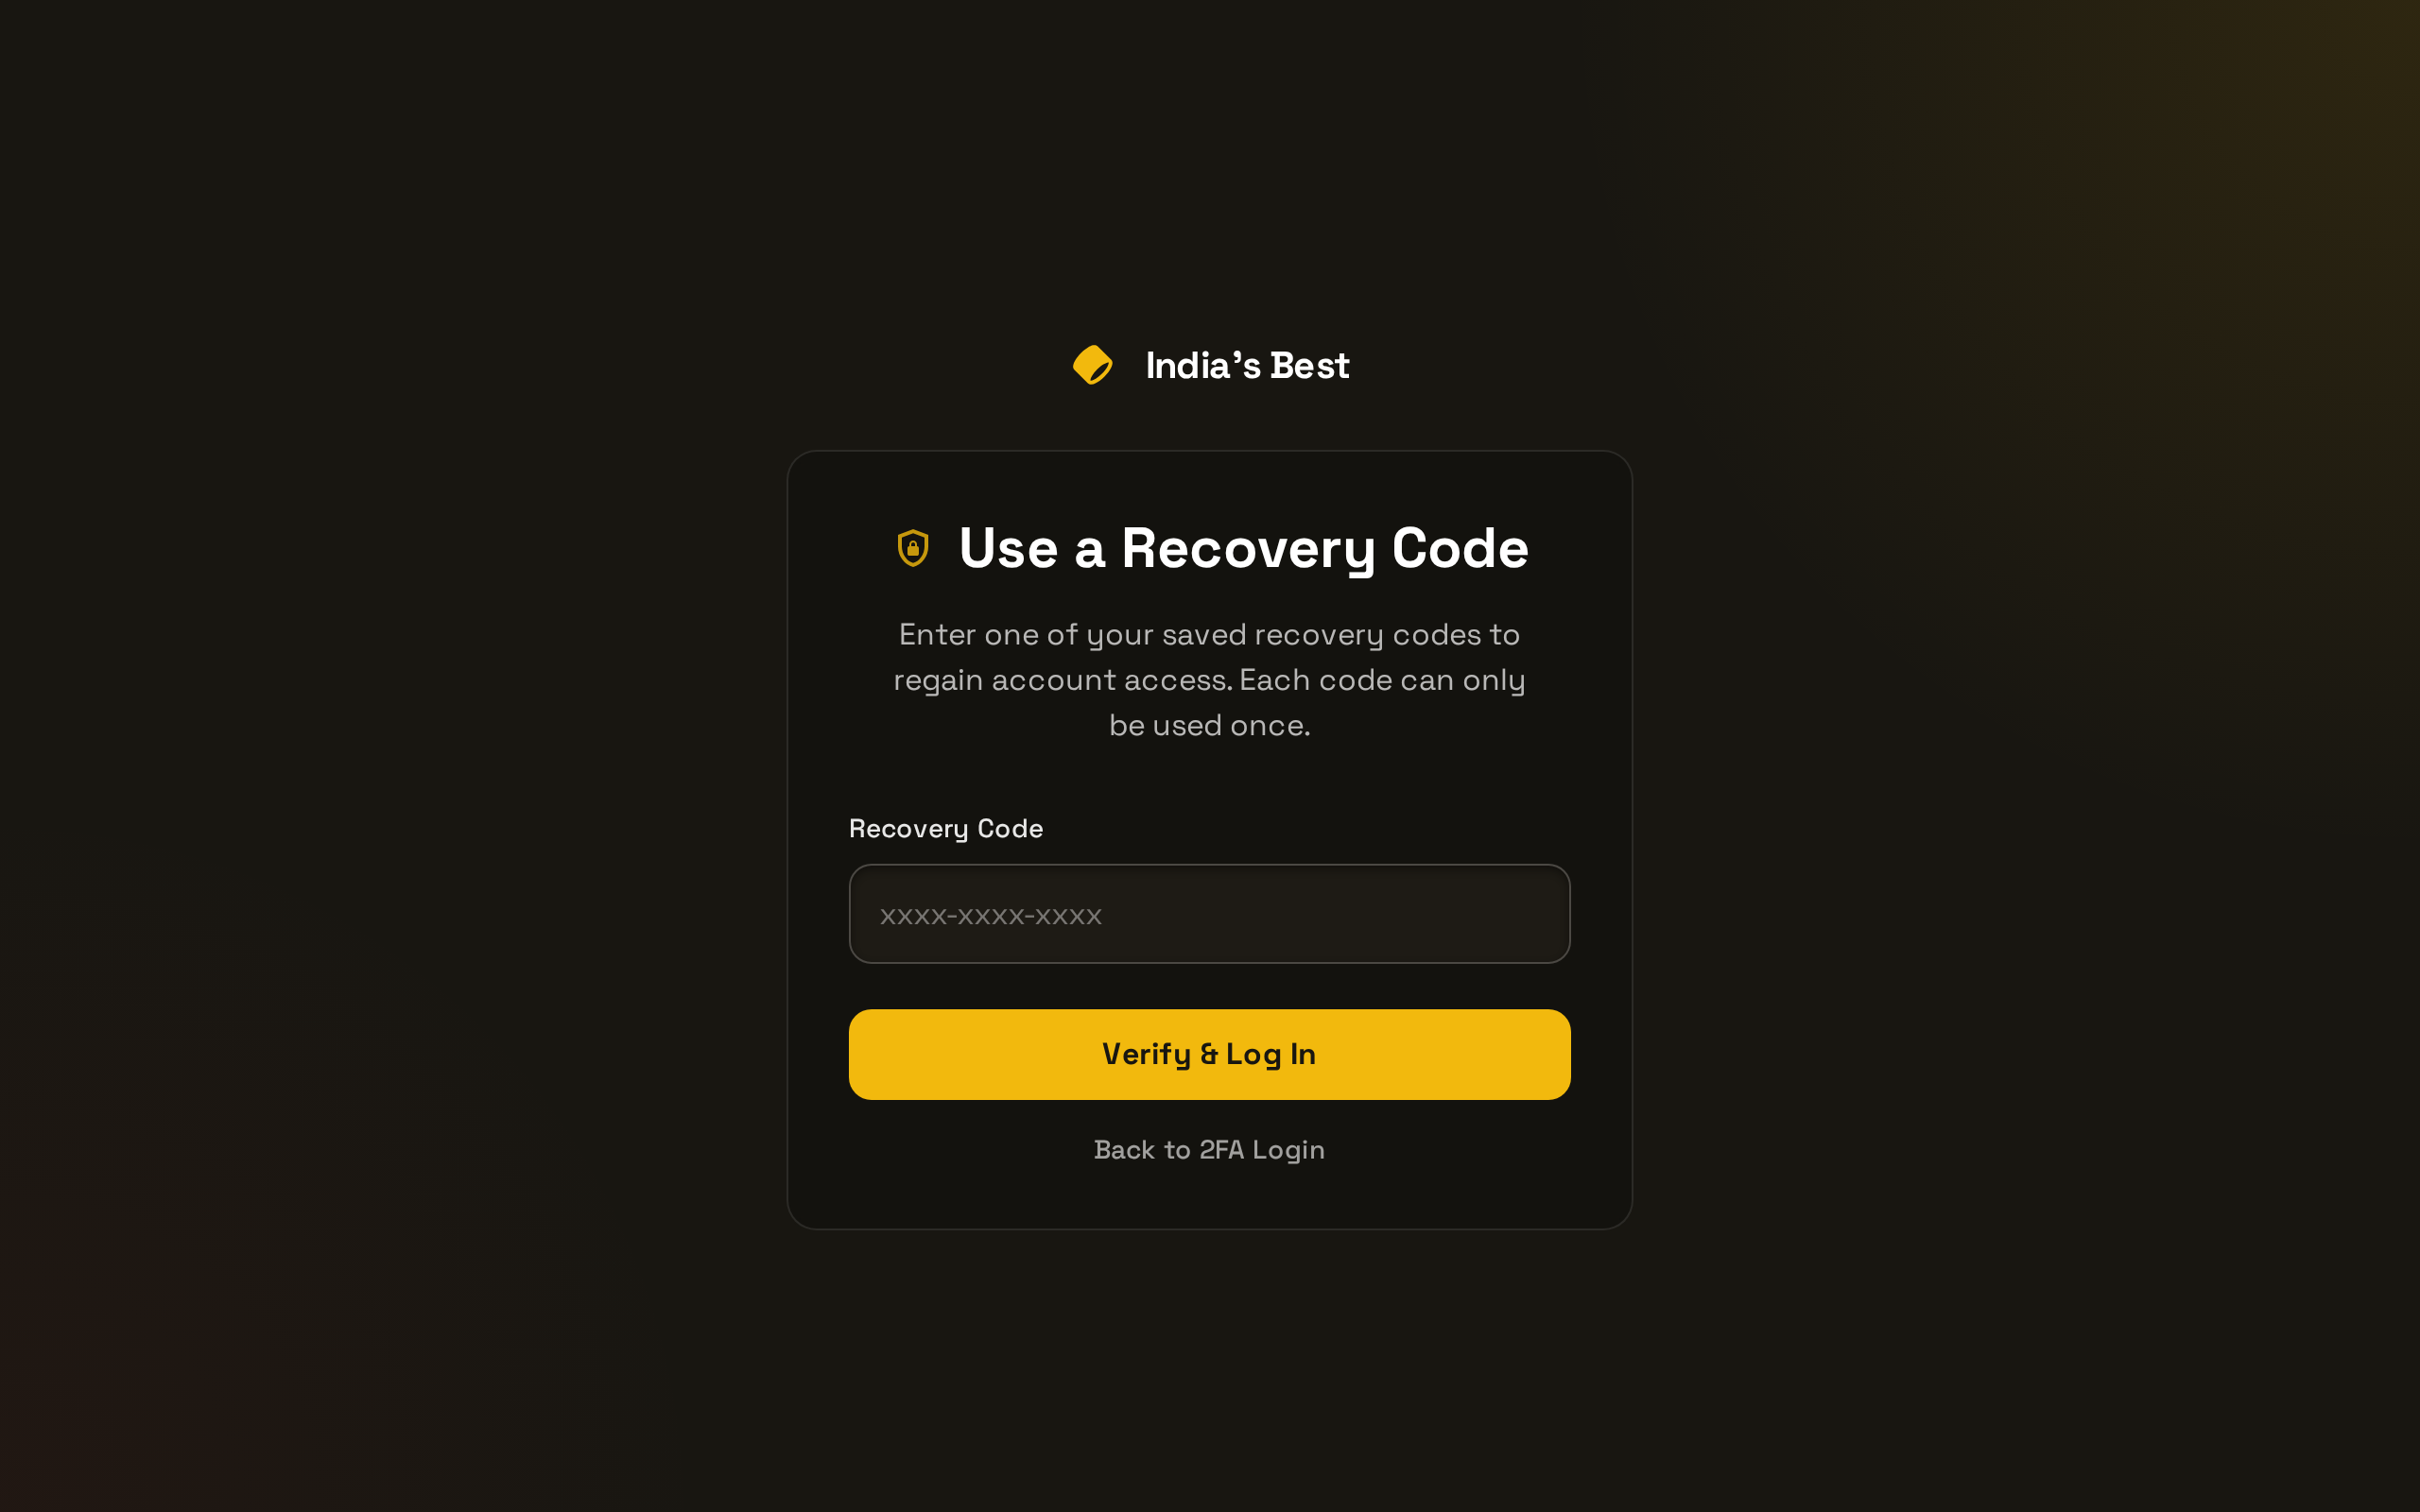 India’s Best
Use a Recovery Code
Enter one of your saved recovery codes to
regain account access. Each code can only
be used once.
Recovery Code
xxxx-xxxx-xxxx
Verify & Log In
Back to 2FA Login